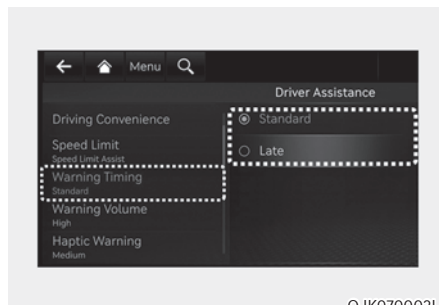 Menu
Driver Assistance
Driving Convenience
Speed Limit
Speed Limit Assist
Warning Timing
Standard
Warning Volume
High
Haptic Warning
Medium
Standard
Late